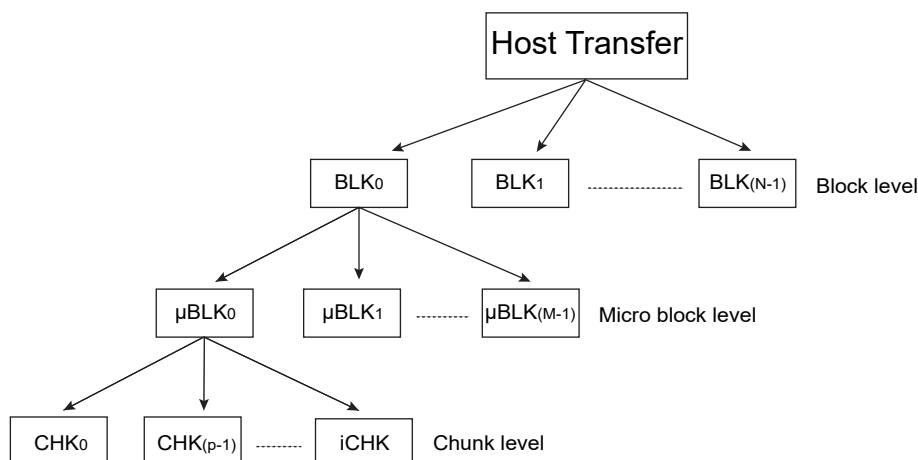 Host Transfer
BLK0 BLK1 BLK(N-1) Block level
µBLK0 µBLK1 µBLK(M-1) Micro block level
CHK0 CHK(p-1) iCHK Chunk level